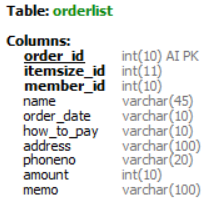 Table: orderlist
Columns:
order_id int(10) AI PK
itemsize_id int(11)
member_id int(10)
name varchar(45)
order_date varchar(10)
how_to_pay varchar(10)
address varchar(100)
phoneno varchar(20)
amount int(10)
memo varchar(100)